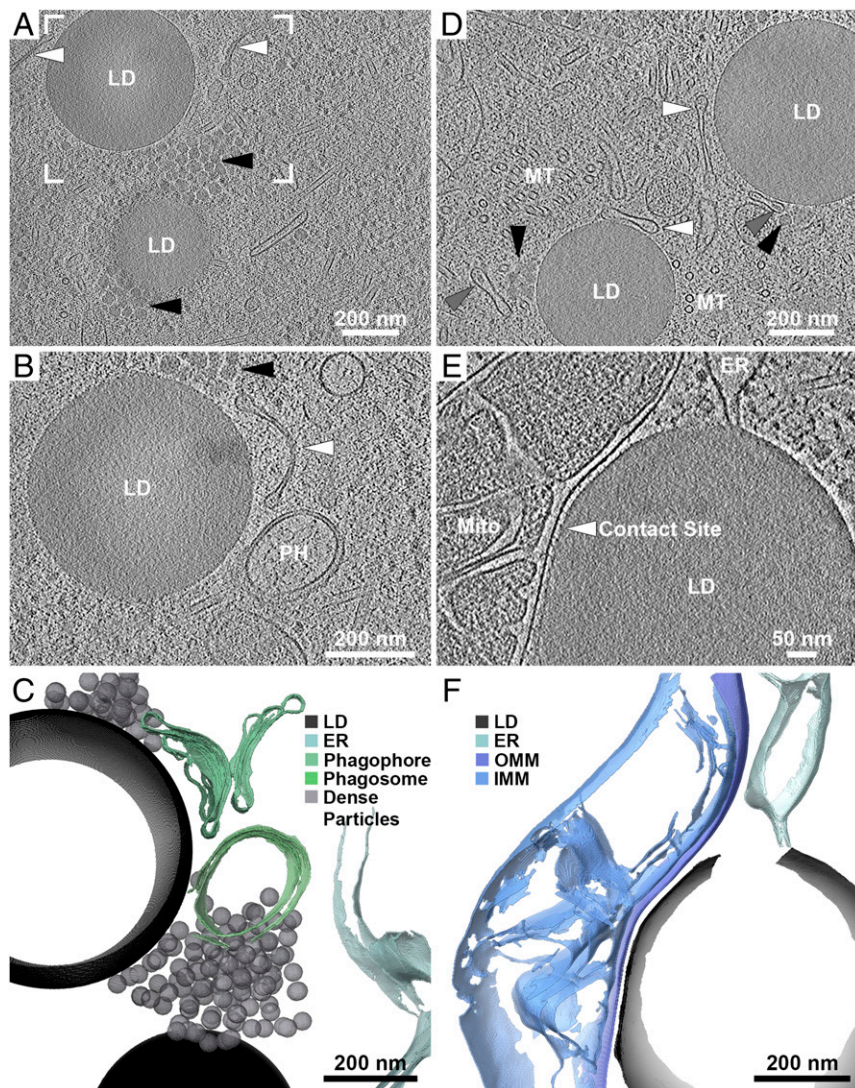 A
LD
LD
200 nm
B
LD
PH
200 nm
C
LD
ER
Phagophore
Phagosome
Dense
Particles
200 nm
D
LD
MT
LD
MT
200 nm
E
ER
Mito
Contact Site
LD
50 nm
F
LD
ER
OMM
IMM
200 nm